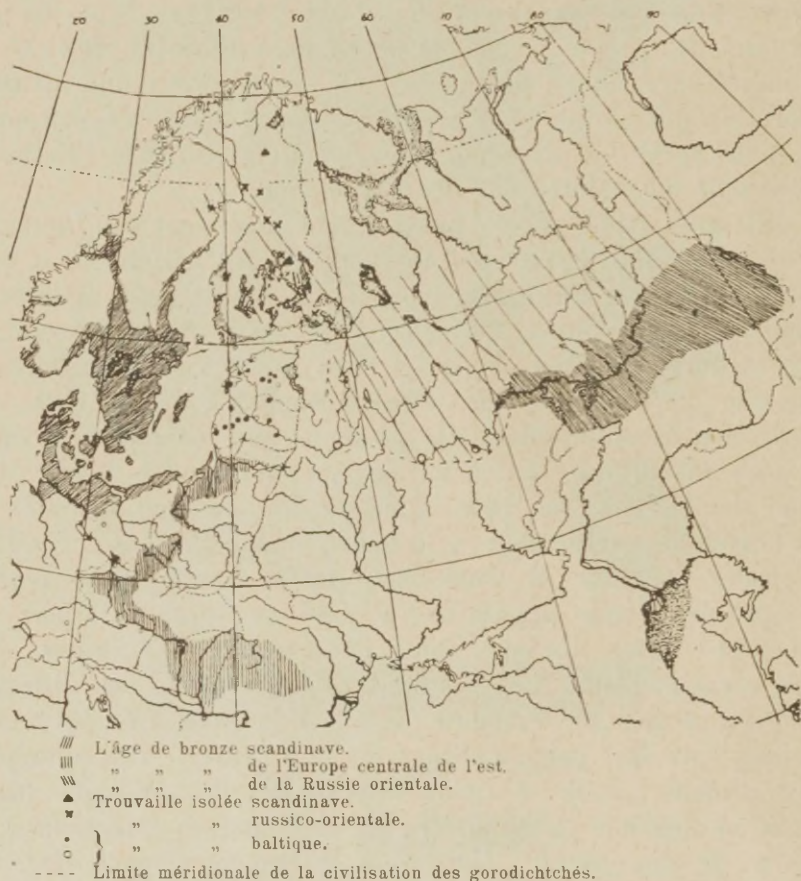 20 30 40 50 60 70 80 90
L'âge de bronze scandinave.
„ „ „ de l'Europe centrale de l'est.
„ „ „ de la Russie orientale.
Trouvaille isolée scandinave.
„ „ russico-orientale.
} „ „ baltique.
---- Limite méridionale de la civilisation des gorodichtchés.